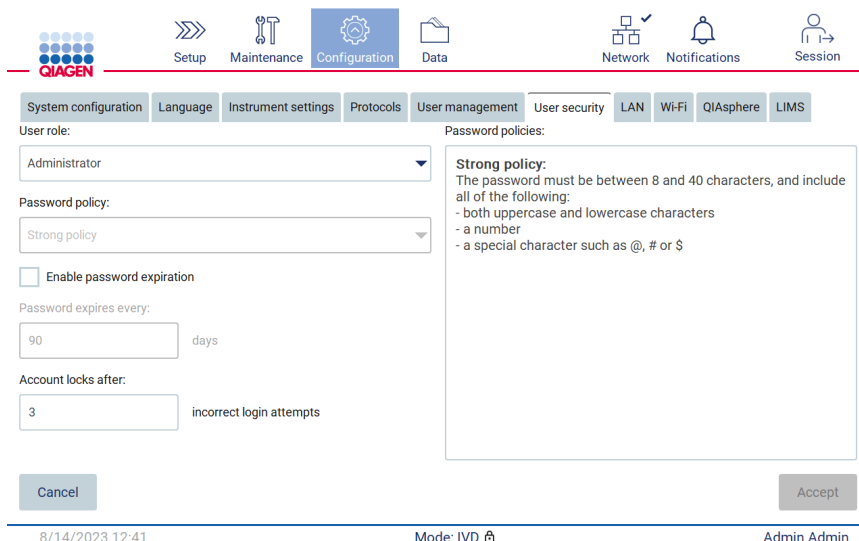 QIAGEN
Setup
Maintenance
Configuration
Data
Network
Notifications
Session
System configuration
Language
Instrument settings
Protocols
User management
User security
LAN
Wi-Fi
QIAsphere
LIMS
User role:
Administrator
Password policy:
Strong policy
Enable password expiration
Password expires every:
90 days
Account locks after:
3 incorrect login attempts
Password policies:
Strong policy:
The password must be between 8 and 40 characters, and include
all of the following:
- both uppercase and lowercase characters
- a number
- a special character such as @, # or $
Cancel
Accept
8/14/2023 12:41
Mode: IVD
Admin Admin